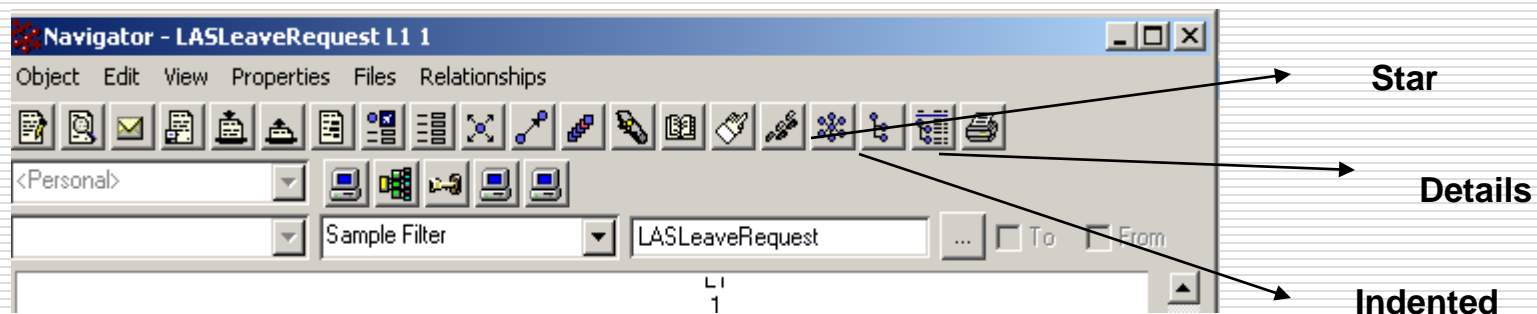 Navigator - LASLeaveRequest L1 1
Object Edit View Properties Files Relationships
Star
<Personal>
Details
Sample Filter LASLeaveRequest ... To From
1
Indented